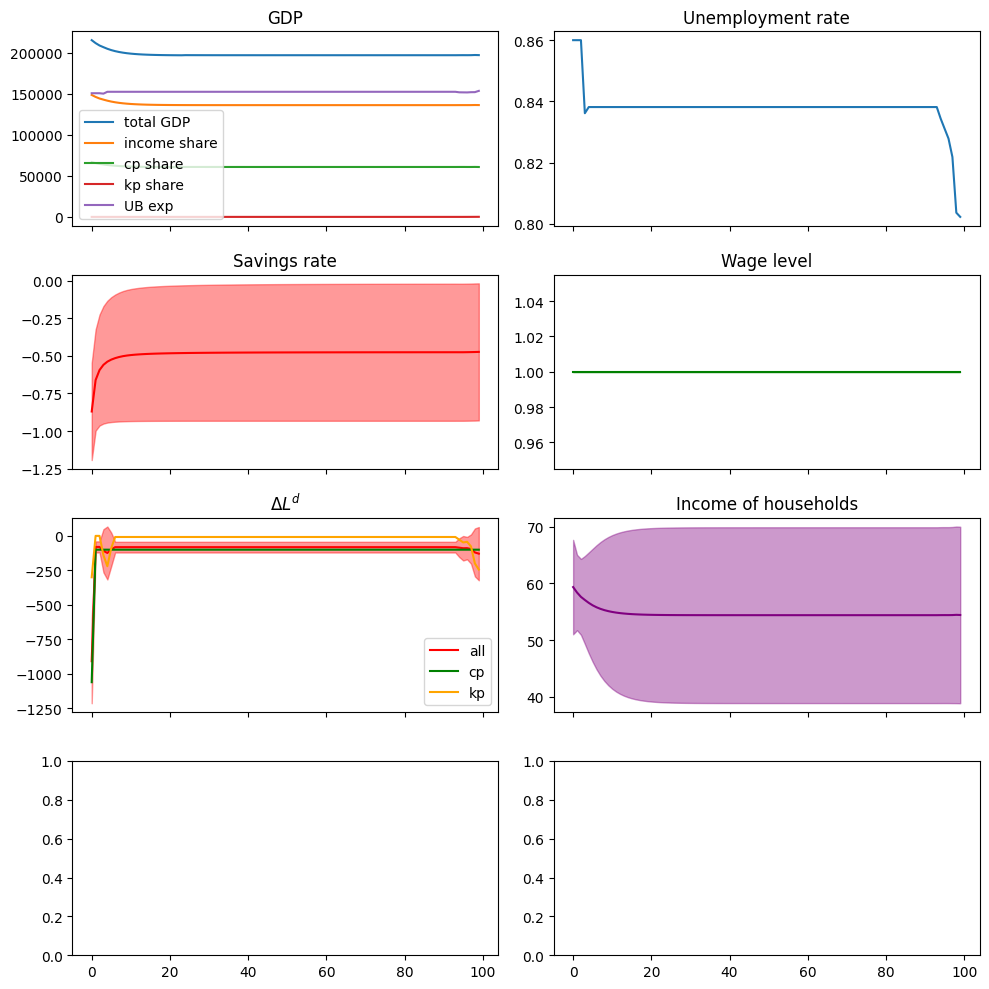 GDP
200000
150000
100000
50000
0
total GDP
income share
cp share
kp share
UB exp
Unemployment rate
0.86
0.84
0.82
0.80
Savings rate
0.00
−0.25
−0.50
−0.75
−1.00
−1.25
Wage level
1.04
1.02
1.00
0.98
0.96
ΔL^d
0
−250
−500
−750
−1000
−1250
all
cp
kp
Income of households
70
60
50
40
1.0
0.8
0.6
0.4
0.2
0.0
0 20 40 60 80 100
1.0
0.8
0.6
0.4
0.2
0.0
0 20 40 60 80 100